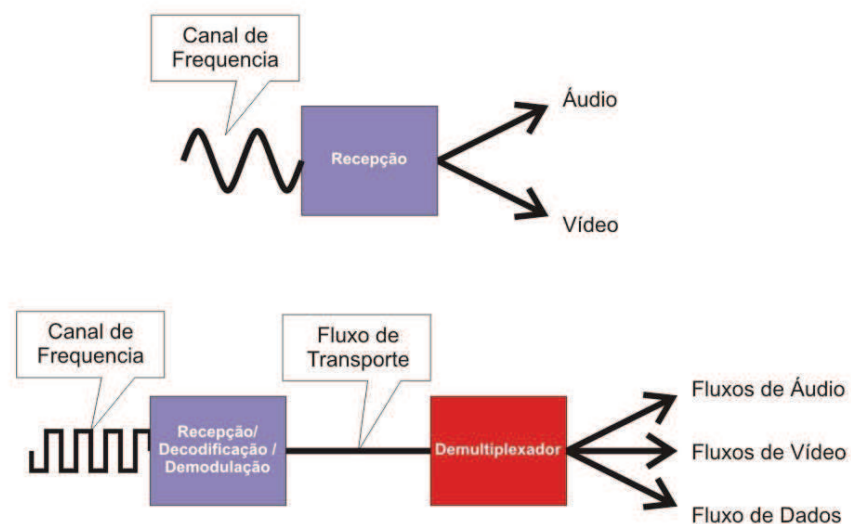 Canal de
Frequencia
Recepção
Áudio
Vídeo
Canal de
Frequencia
Fluxo de
Transporte
Recepção/
Decodificação /
Demodulação
Demultiplexador
Fluxos de Áudio
Fluxos de Vídeo
Fluxo de Dados